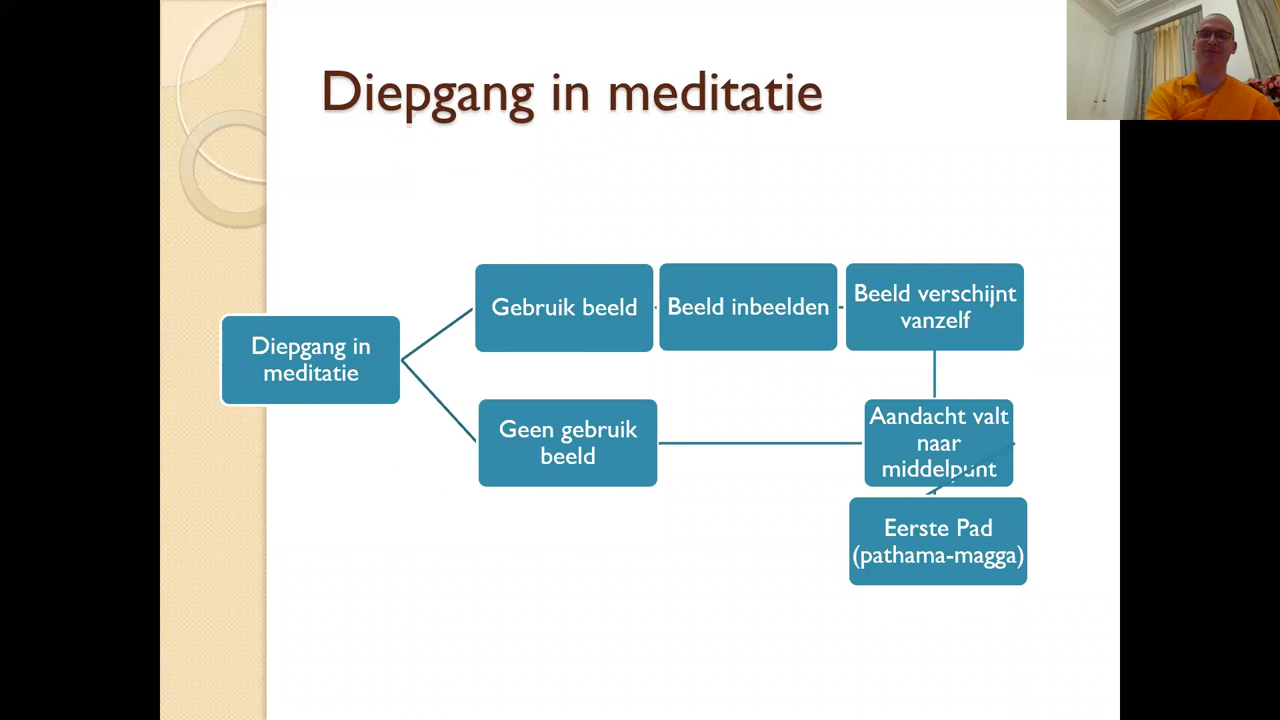 Diepgang in meditatie
Diepgang in
meditatie
Gebruik beeld
Beeld inbeelden
Beeld verschijnt
vanzelf
Geen gebruik
beeld
Aandacht valt
naar
middelpunt
Eerste Pad
(pathama-magga)